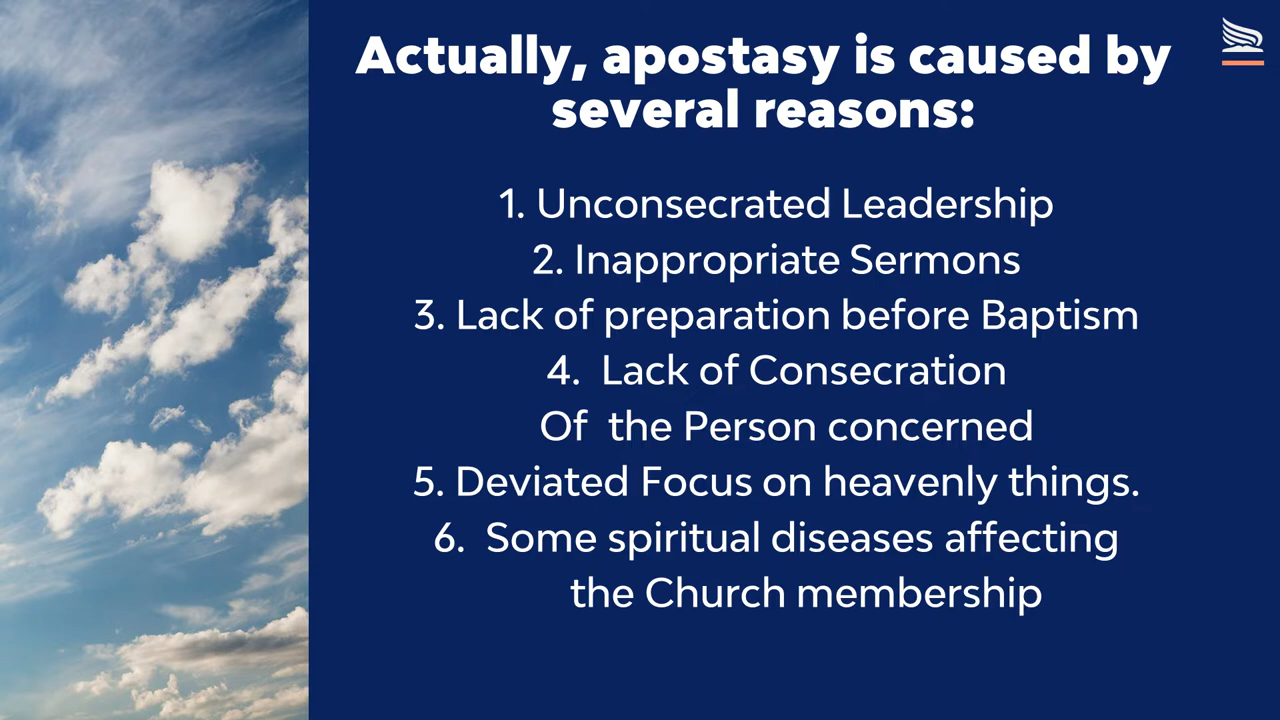 Actually, apostasy is caused by
several reasons:
1. Unconsecrated Leadership
2. Inappropriate Sermons
3. Lack of preparation before Baptism
4. Lack of Consecration
Of the Person concerned
5. Deviated Focus on heavenly things.
6. Some spiritual diseases affecting
the Church membership